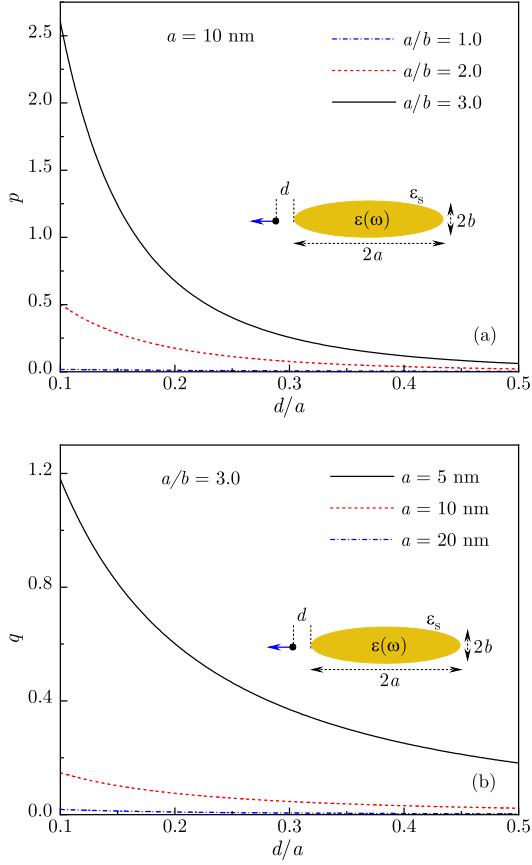 2.5
a = 10 nm
a/b = 1.0
a/b = 2.0
2.0
a/b = 3.0
1.5
p
d
εs
ε(ω)
2b
1.0
2a
0.5
(a)
0.0
0.1 0.2 0.3 0.4 0.5
d/a
1.2
a/b = 3.0
a = 5 nm
a = 10 nm
a = 20 nm
0.8
q
d
εs
ε(ω)
2b
2a
0.4
(b)
0.0
0.1 0.2 0.3 0.4 0.5
d/a